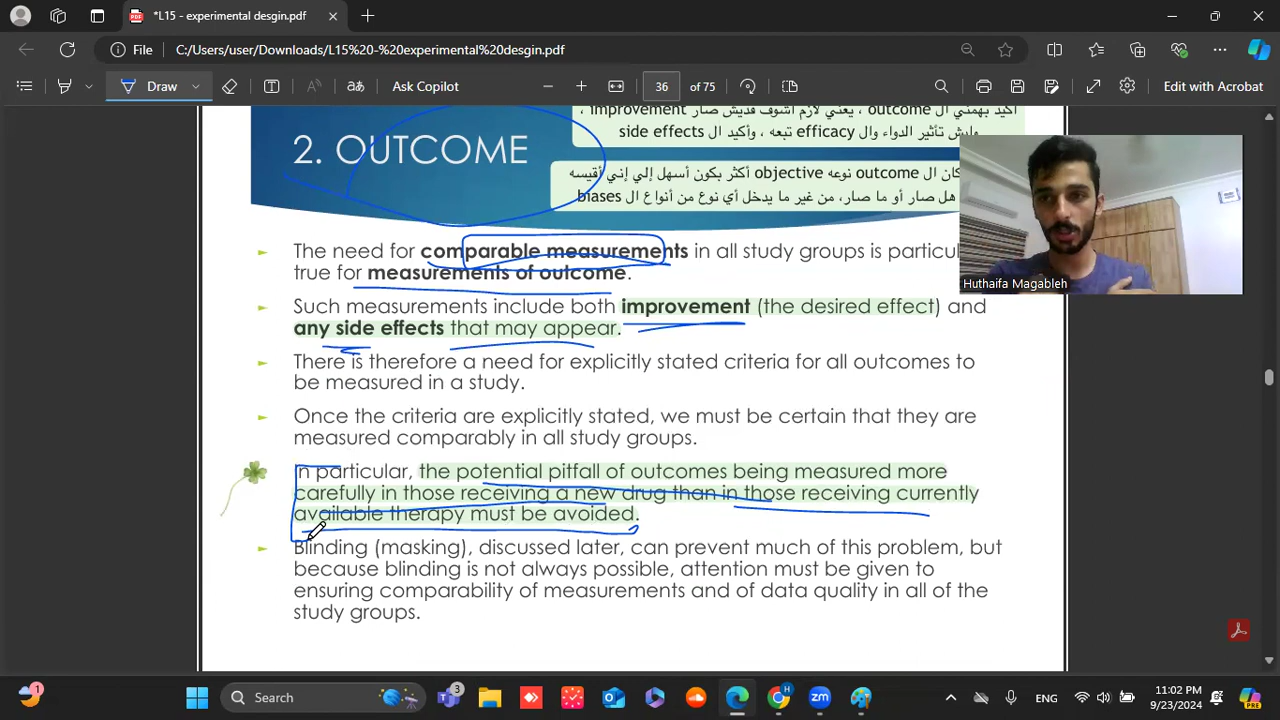 *L15 - experimental desgin.pdf
File
C:/Users/user/Downloads/L15%20-%20experimental%20desgin.pdf
Draw
Ask Copilot
36
of 75
Edit with Acrobat
أكيد بهمني ال outcome ، يعني لازم أشوف قديش صار improvement ،
وايش تأثير الدواء وال efficacy تبعه ، وأكيد ال side effects
2. OUTCOME
كان ال outcome نوعه objective أكثر بكون أسهل إلي إني أقيسه
هل صار أو ما صار، من غير ما يدخل أي نوع من أنواع ال biases
The need for comparable measurements in all study groups is
true for measurements of outcome.
Huthaifa Magableh
Such measurements include both improvement (the desired effect) and
any side effects that may appear.
There is therefore a need for explicitly stated criteria for all outcomes to
be measured in a study.
Once the criteria are explicitly stated, we must be certain that they are
measured comparably in all study groups.
In particular, the potential pitfall of outcomes being measured more
carefully in those receiving a new drug than in those receiving currently
available therapy must be avoided.
Blinding (masking), discussed later, can prevent much of this problem, but
because blinding is not always possible, attention must be given to
ensuring comparability of measurements and of data quality in all of the
study groups.
1
Search
3
H
zm
ENG
11:02 PM
9/23/2024
PRE